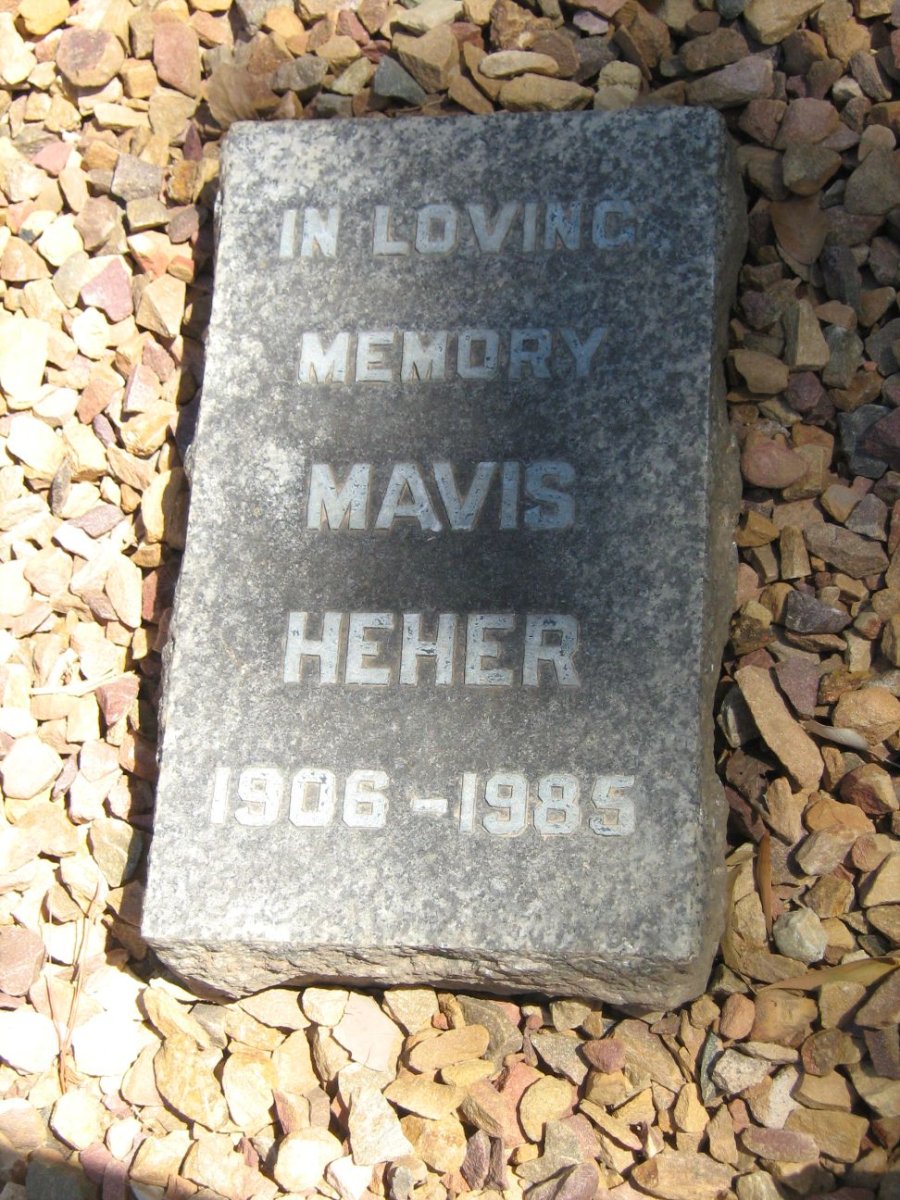 IN LOVING
MEMORY
MAVIS
HEHER
1906 - 1985